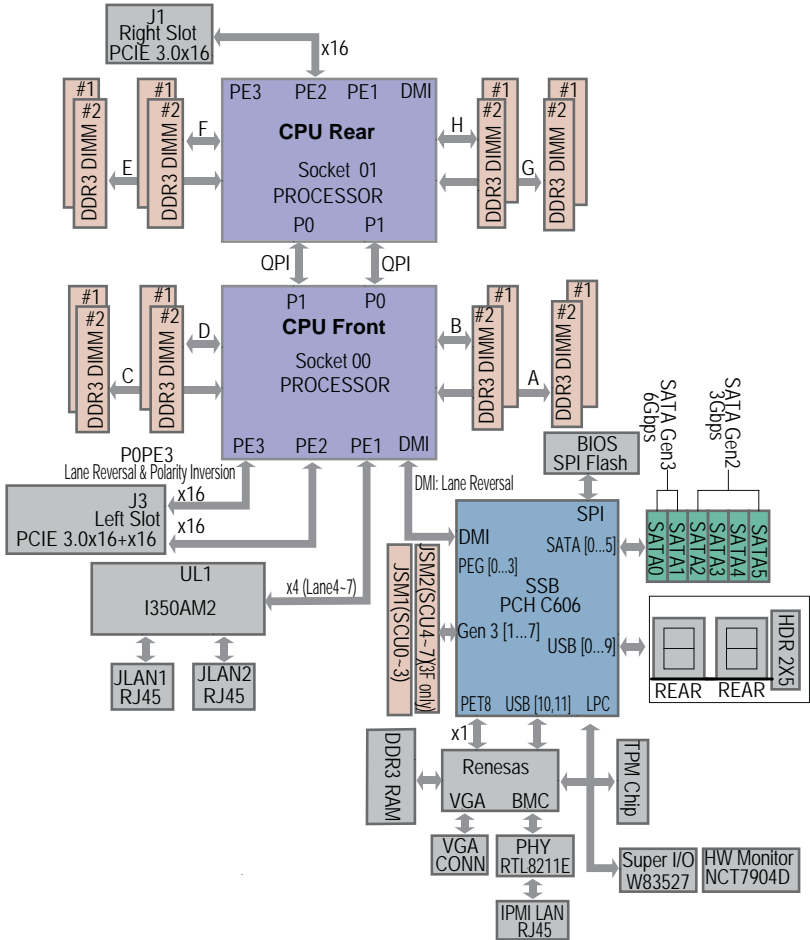 J1
Right Slot
PCIE 3.0x16
x16
PE3 PE2 PE1 DMI
CPU Rear
Socket 01
PROCESSOR
P0 P1
#1
#2
DDR3 DIMM
#1
#2
DDR3 DIMM
E
F
H
G
#1
#2
DDR3 DIMM
#1
#2
DDR3 DIMM
QPI QPI
P1 P0
CPU Front
Socket 00
PROCESSOR
PE3 PE2 PE1 DMI
#1
#2
DDR3 DIMM
#1
#2
DDR3 DIMM
C
D
B
A
#1
#2
DDR3 DIMM
#1
#2
DDR3 DIMM
P0PE3
Lane Reversal & Polarity Inversion
DMI: Lane Reversal
J3
Left Slot
PCIE 3.0x16+x16
x16
x16
UL1
I350AM2
x4 (Lane4~7)
JLAN1
RJ45
JLAN2
RJ45
BIOS
SPI Flash
SPI
DMI
SATA [0...5]
PEG [0...3]
SSB
PCH C606
Gen 3 [1...7]
USB [0...9]
PET8 USB [10,11] LPC
JSM1(SCU0~3)
JSM2(SCU4~7)(3F only)
SATA Gen3
6Gbps
SATA Gen2
3Gbps
SATA0
SATA1
SATA2
SATA3
SATA4
SATA5
REAR REAR
HDR 2X5
x1
DDR3 RAM
Renesas
VGA BMC
TPM Chip
VGA
CONN
PHY
RTL8211E
IPMI LAN
RJ45
Super I/O
W83527
HW Monitor
NCT7904D